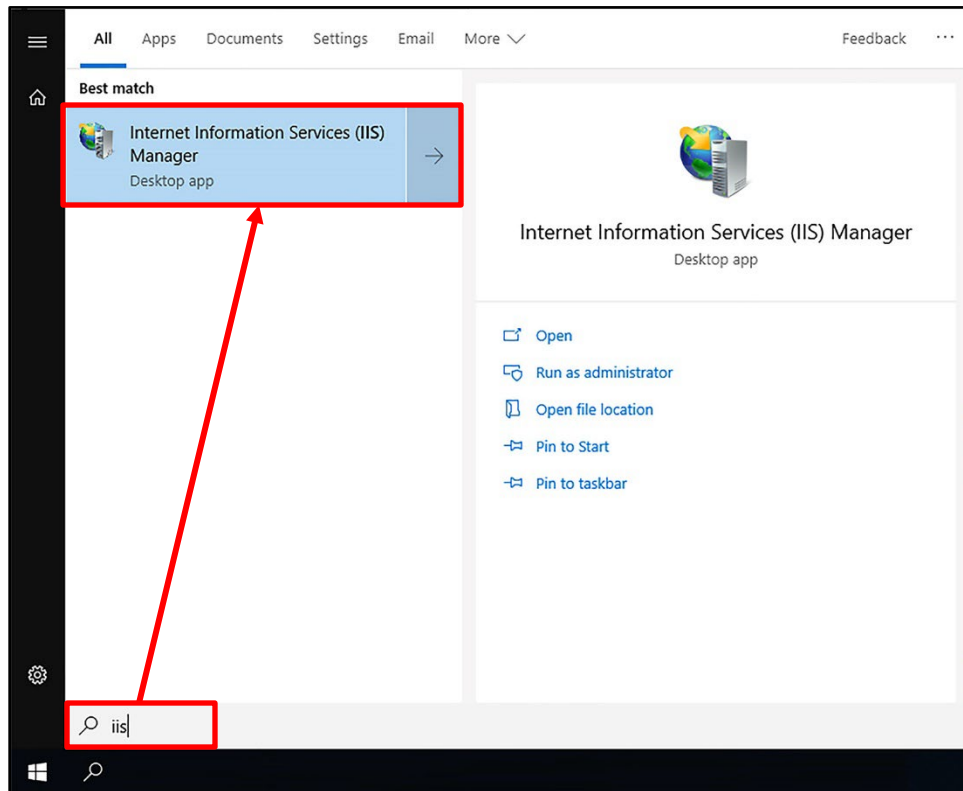 All Apps Documents Settings Email More Feedback ...
Best match
Internet Information Services (IIS)
Manager
Desktop app
Internet Information Services (IIS) Manager
Desktop app
Open
Run as administrator
Open file location
Pin to Start
Pin to taskbar
iis